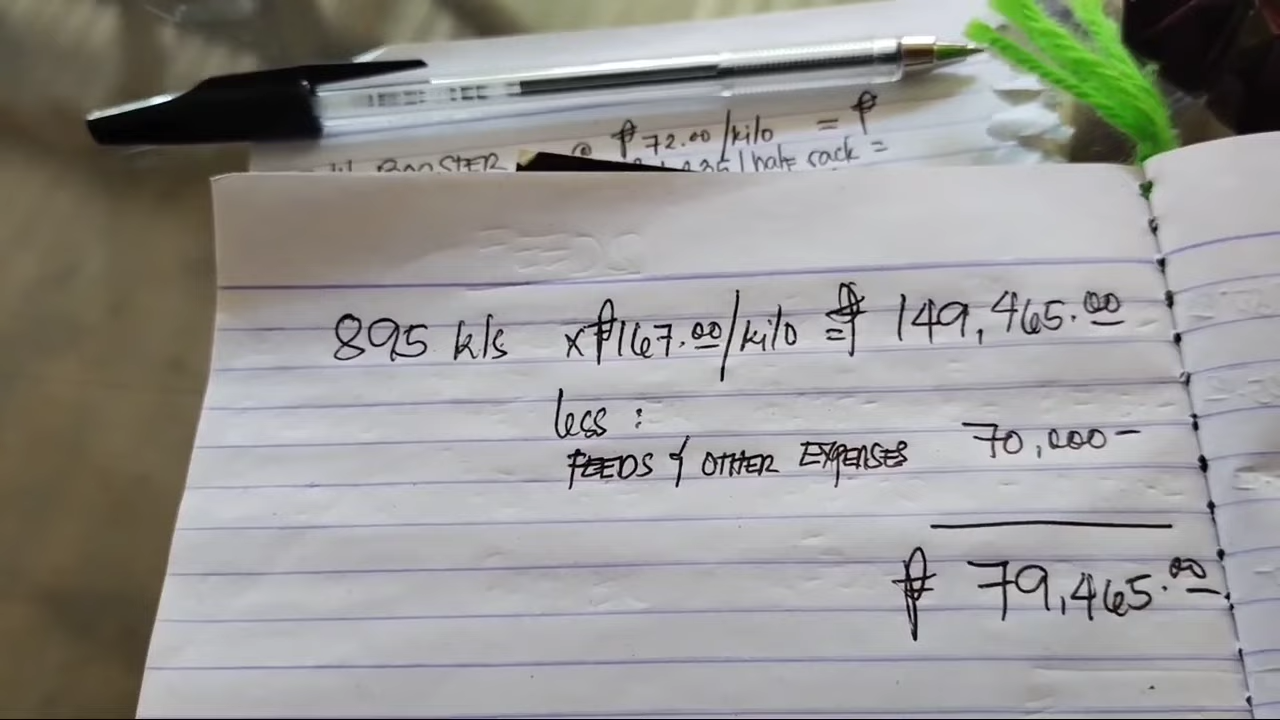 @ ₱72.00/kilo = ₱
BOOSTER /half sack =
895 kls x ₱167.00/kilo = ₱ 149,465.00
less :
FEEDS & OTHER EXPENSES 70,000-
₱ 79,465.00